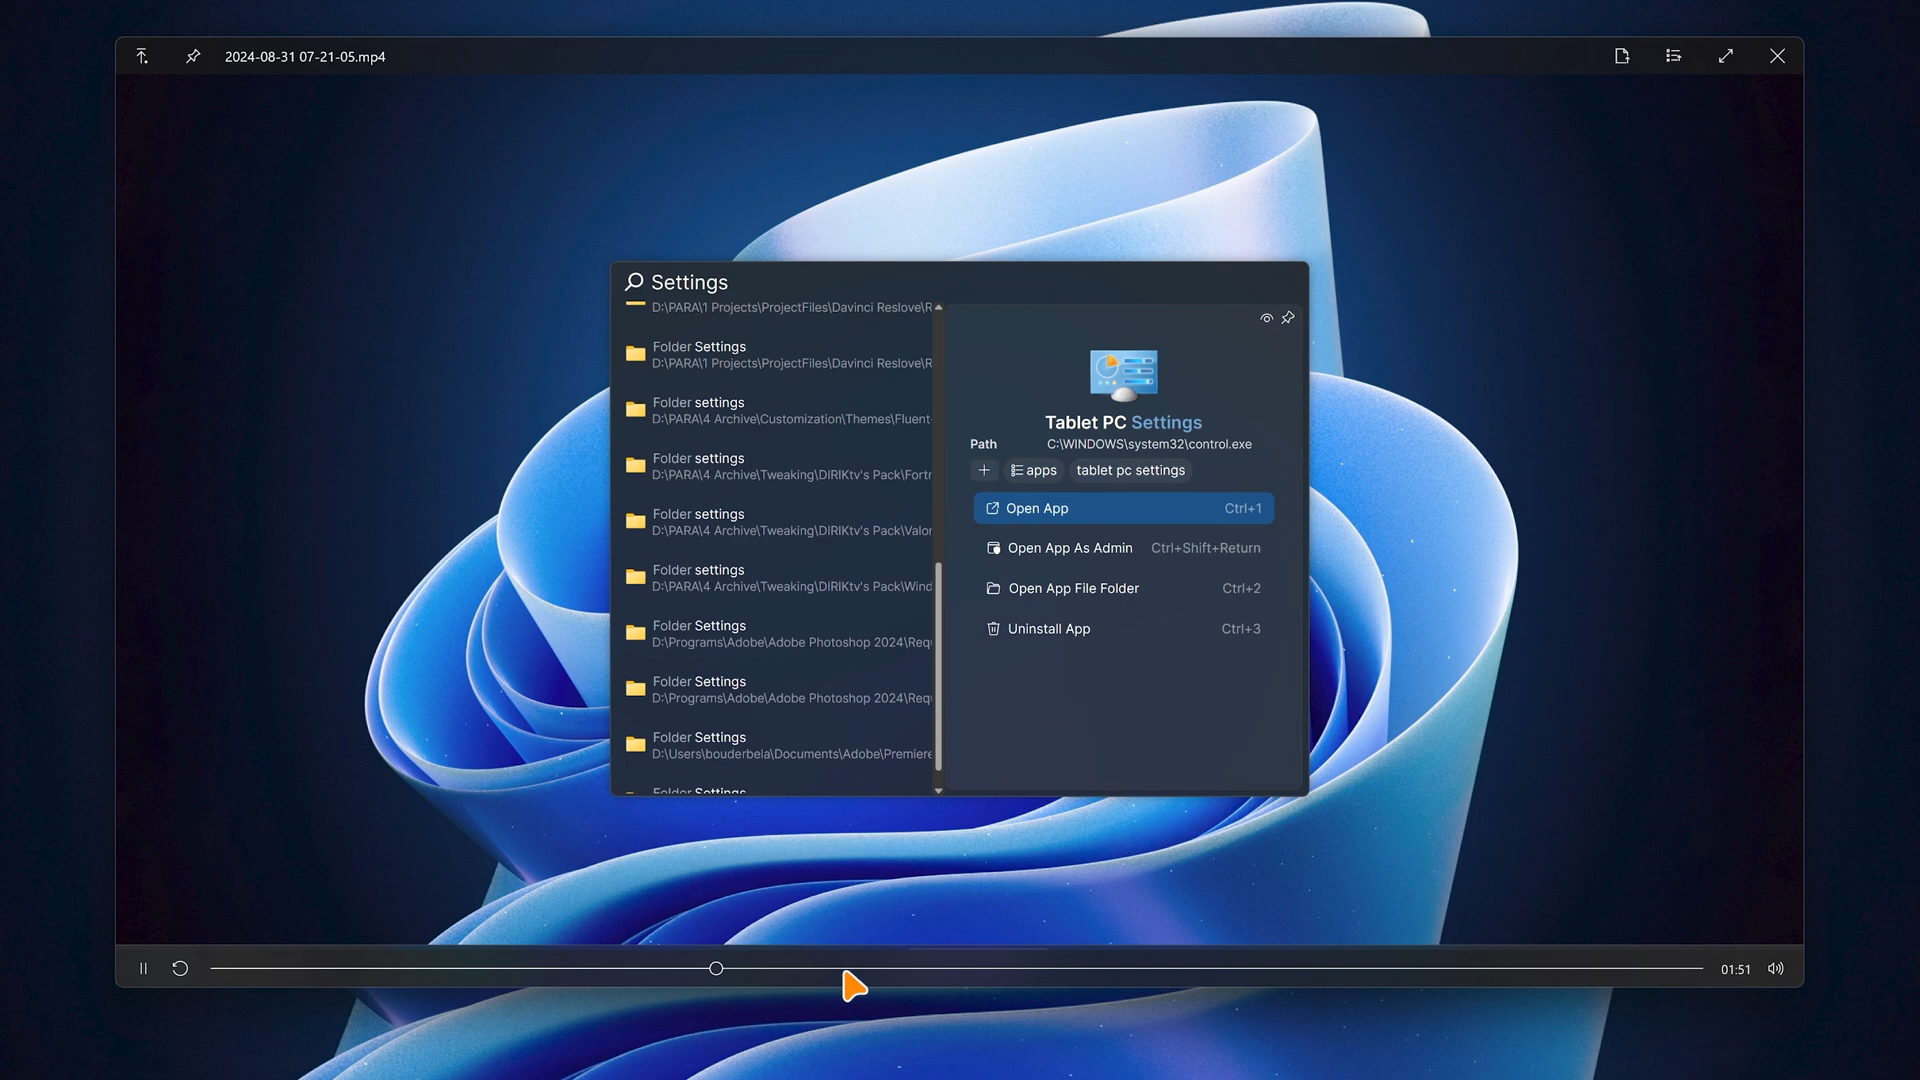 2024-08-31 07-21-05.mp4
Settings
D:\PARA\1 Projects\ProjectFiles\Davinci Reslove\R
Folder Settings
D:\PARA\1 Projects\ProjectFiles\Davinci Reslove\R
Folder settings
D:\PARA\4 Archive\Customization\Themes\Fluent-
Folder settings
D:\PARA\4 Archive\Tweaking\DIRIKtv's Pack\Fortr
Folder settings
D:\PARA\4 Archive\Tweaking\DIRIKtv's Pack\Valor
Folder settings
D:\PARA\4 Archive\Tweaking\DIRIKtv's Pack\Wind
Folder Settings
D:\Programs\Adobe\Adobe Photoshop 2024\Req
Folder Settings
D:\Programs\Adobe\Adobe Photoshop 2024\Req
Folder Settings
D:\Users\bouderbela\Documents\Adobe\Premiere
Folder Settings
Tablet PC Settings
Path C:\WINDOWS\system32\control.exe
+ apps tablet pc settings
Open App Ctrl+1
Open App As Admin Ctrl+Shift+Return
Open App File Folder Ctrl+2
Uninstall App Ctrl+3
01:51